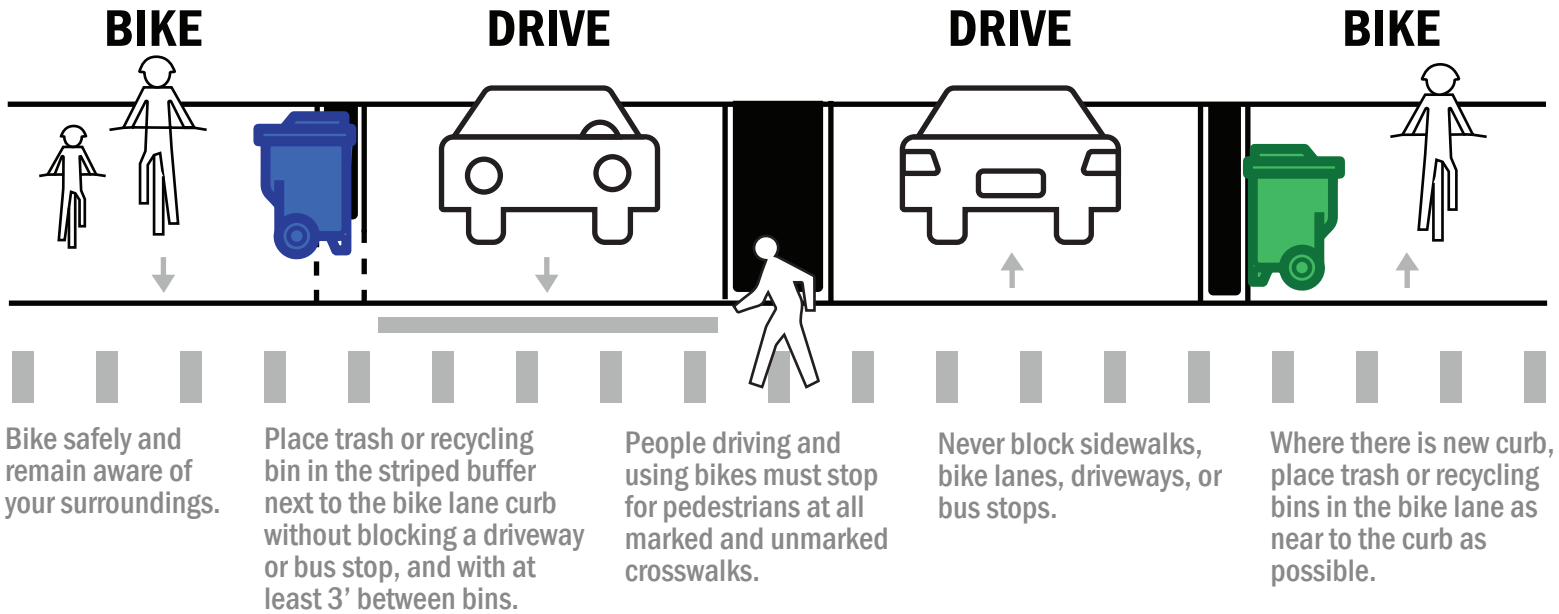 BIKE
DRIVE
DRIVE
BIKE
Bike safely and
remain aware of
your surroundings.
Place trash or recycling
bin in the striped buffer
next to the bike lane curb
without blocking a driveway
or bus stop, and with at
least 3’ between bins.
People driving and
using bikes must stop
for pedestrians at all
marked and unmarked
crosswalks.
Never block sidewalks,
bike lanes, driveways, or
bus stops.
Where there is new curb,
place trash or recycling
bins in the bike lane as
near to the curb as
possible.